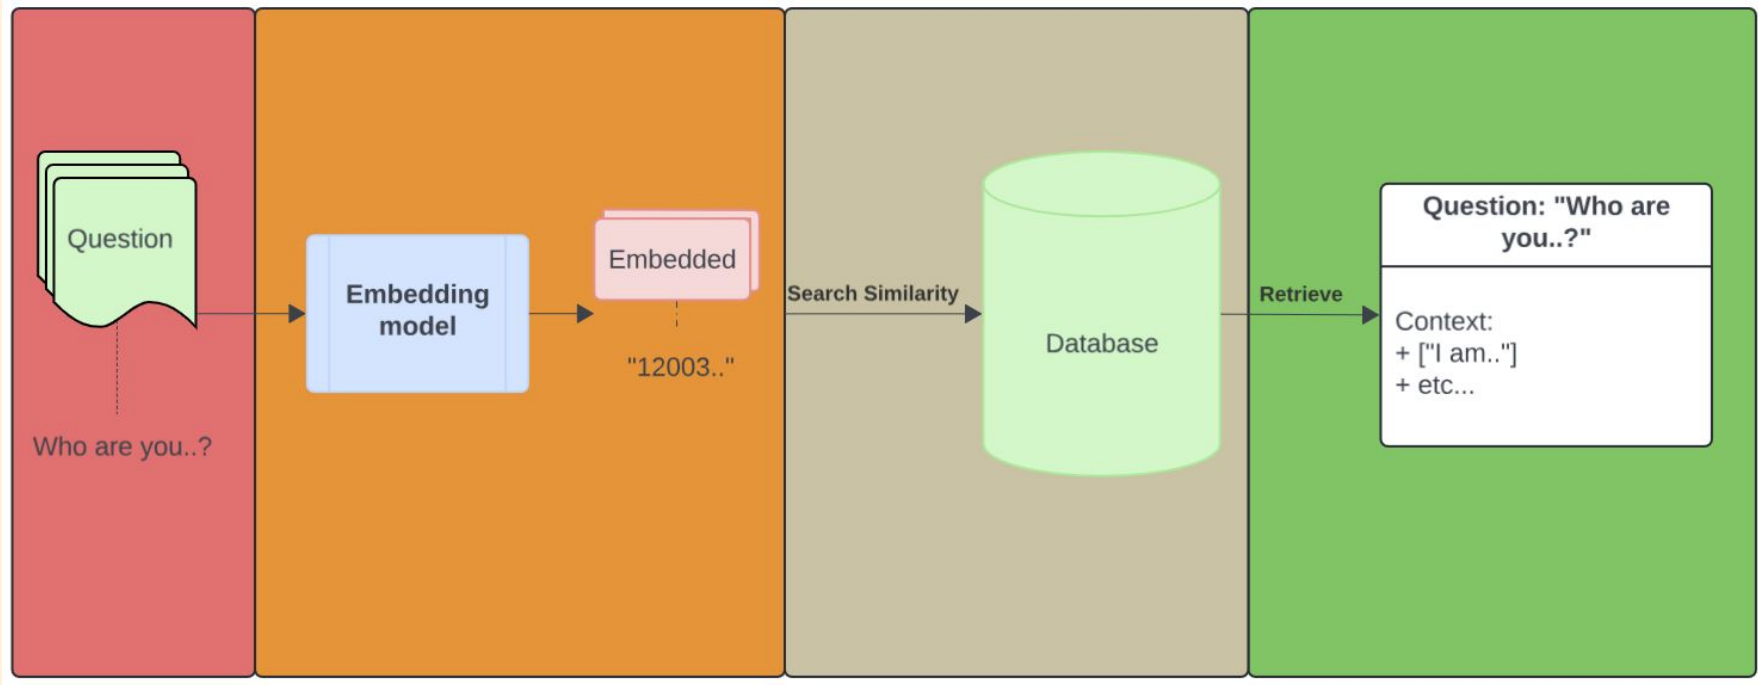 Question
Who are you..?
Embedding
model
Embedded
"12003.."
Search Similarity
Database
Retrieve
Question: "Who are
you..?"
Context:
+ ["I am.."]
+ etc...